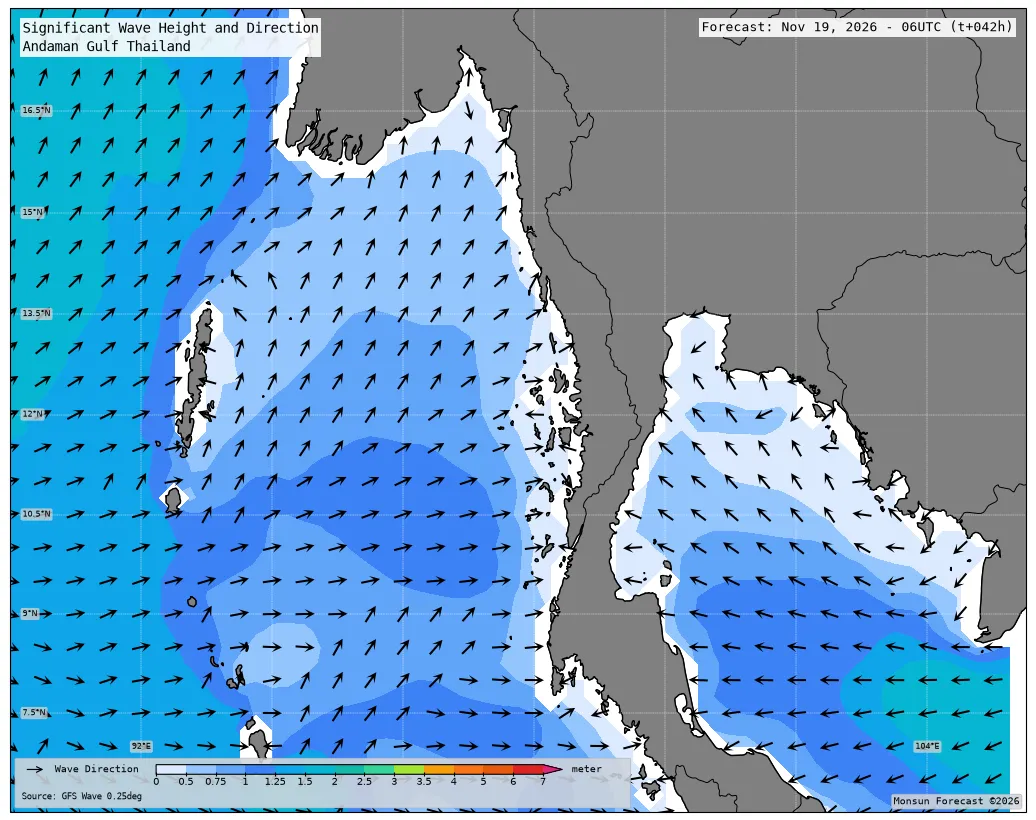 Significant Wave Height and Direction
Andaman Gulf Thailand
Forecast: Nov 19, 2026 - 06UTC (t+042h)
16.5°N
15°N
13.5°N
12°N
10.5°N
9°N
7.5°N
92°E
104°E
Wave Direction
0.5 0.75 1 1.25 1.5 2 2.5 3 3.5 4 5 6 7
meter
Source: GFS Wave 0.25deg
Monsun Forecast ©2026